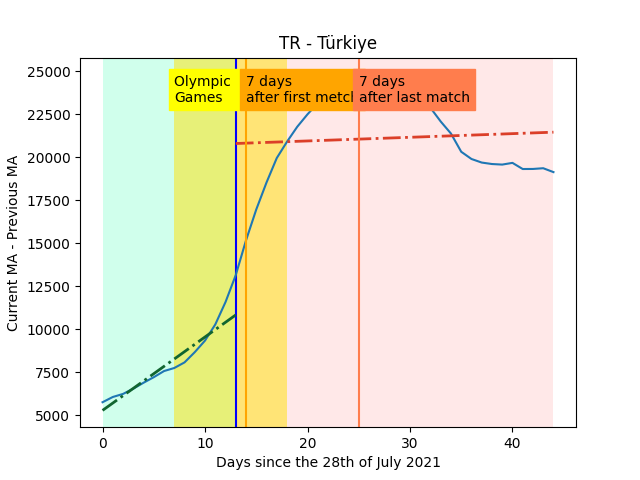 TR - Türkiye
25000
22500
20000
17500
15000
12500
10000
7500
5000
Current MA - Previous MA
Olympic
Games
7 days
after first metch
7 days
after last match
0
10
20
30
40
Days since the 28th of July 2021